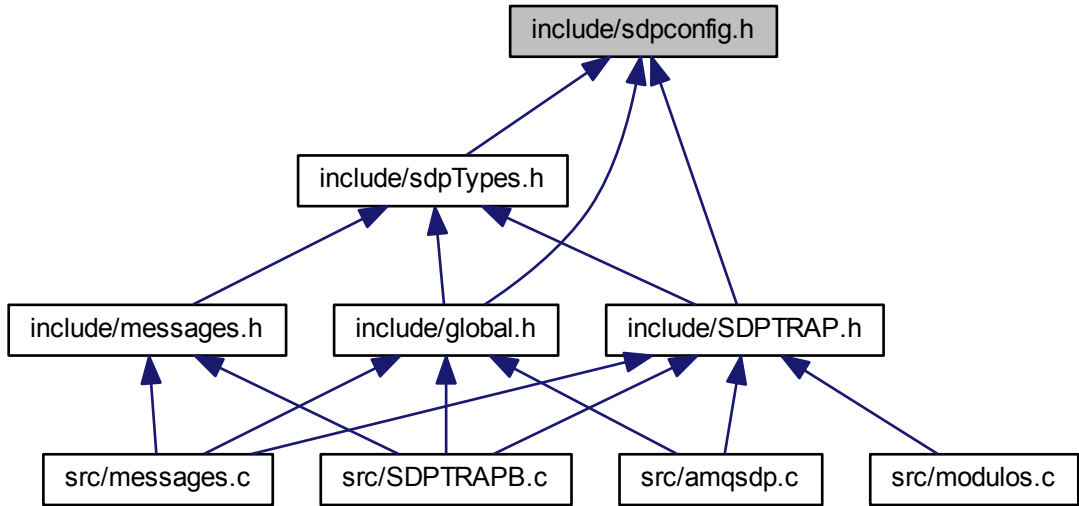 include/sdpconfig.h
include/sdpTypes.h
include/messages.h
include/global.h
include/SDPTRAP.h
src/messages.c
src/SDPTRAPB.c
src/amqsdp.c
src/modulos.c